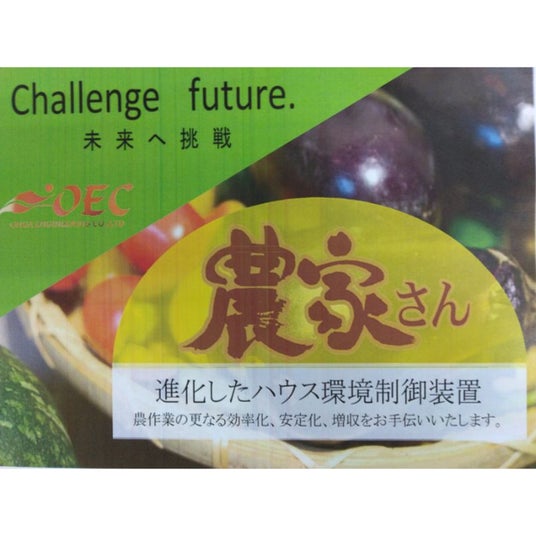 Challenge future.
未来へ挑戦
OEC
農家さん
進化したハウス環境制御装置
農作業の更なる効率化、安定化、増収をお手伝いいたします。